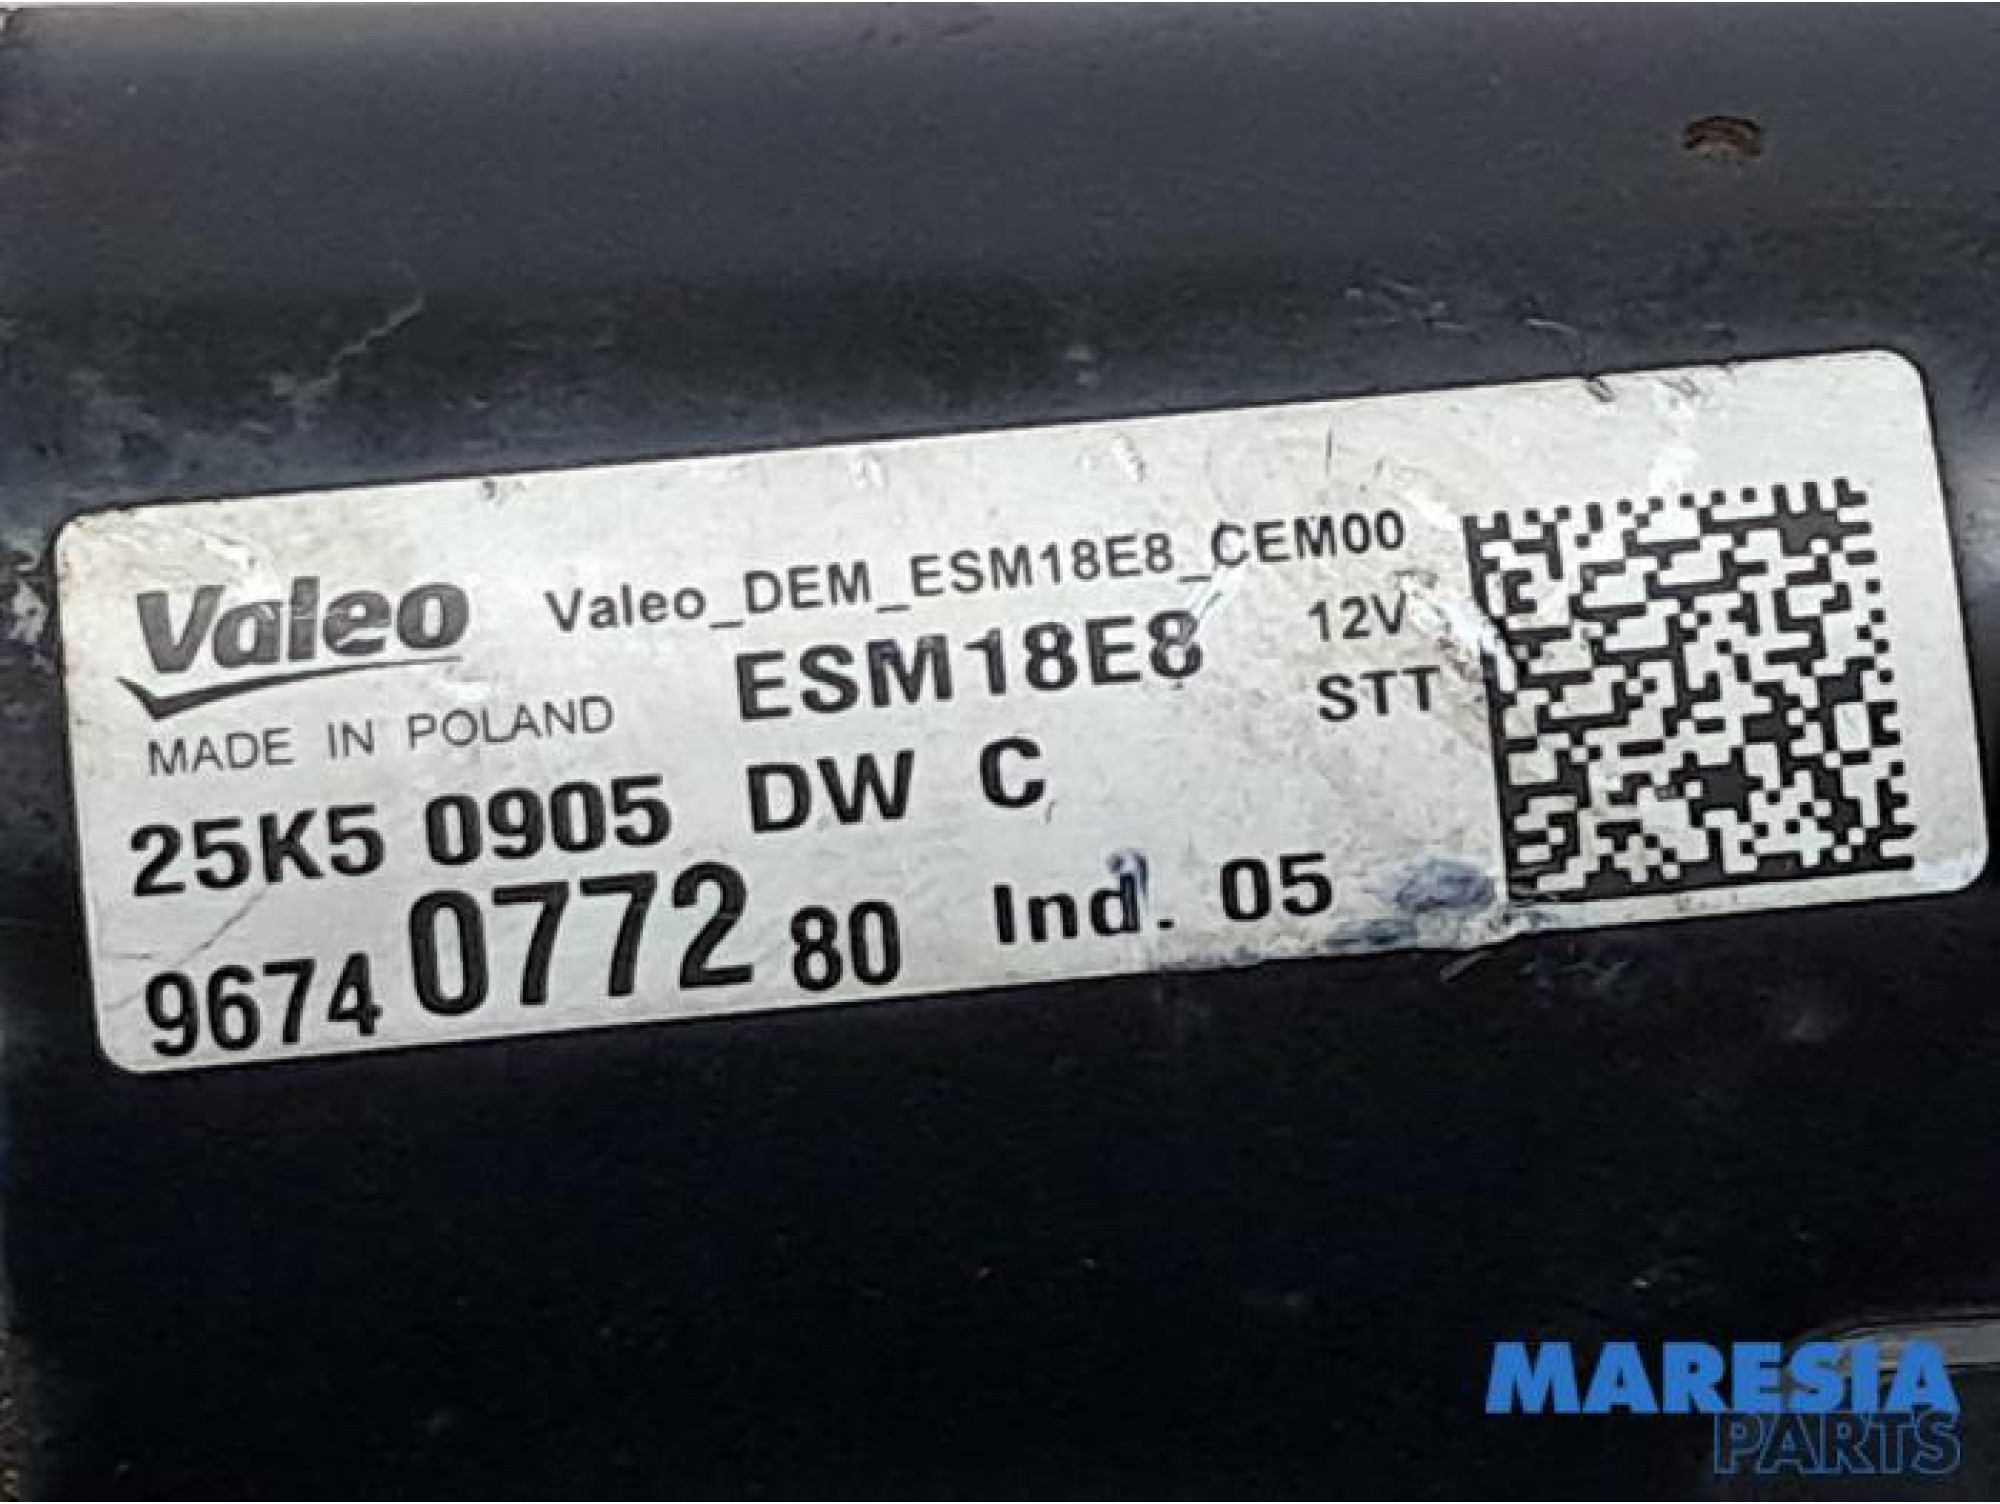 Valeo
Valeo_DEM_ESM18E8_CEM00
MADE IN POLAND
ESM18E8
12V
STT
25K5 0905 DW C
9674 0772 80 Ind. 05
MARESIA
PARTS